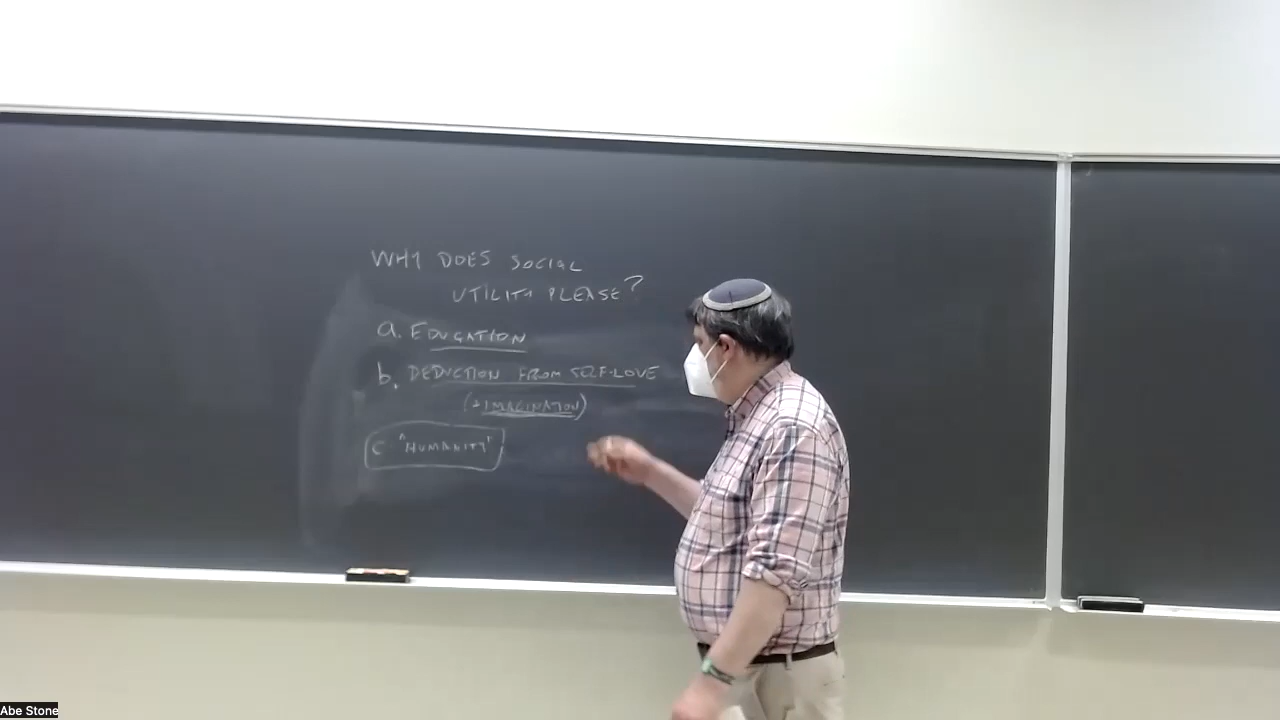 WHY DOES SOCIAL
UTILITY PLEASE?
a. EDUCATION
b. DEDUCTION FROM SELF-LOVE
(+ IMAGINATION)
C "HUMANITY"
Abe Stone